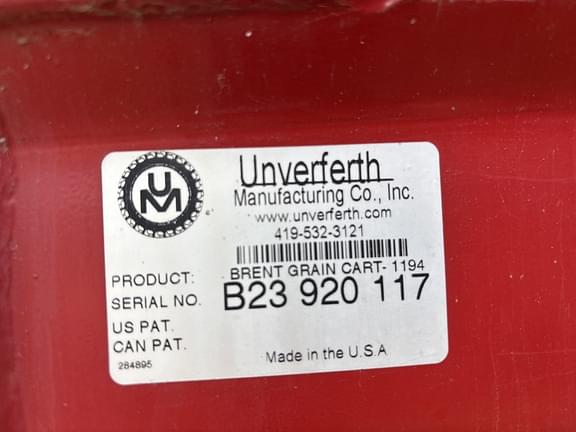 UM
Unverferth
Manufacturing Co., Inc.
www.unverferth.com
419-532-3121
PRODUCT: BRENT GRAIN CART- 1194
SERIAL NO. B23 920 117
US PAT.
CAN PAT.
284895
Made in the U.S.A